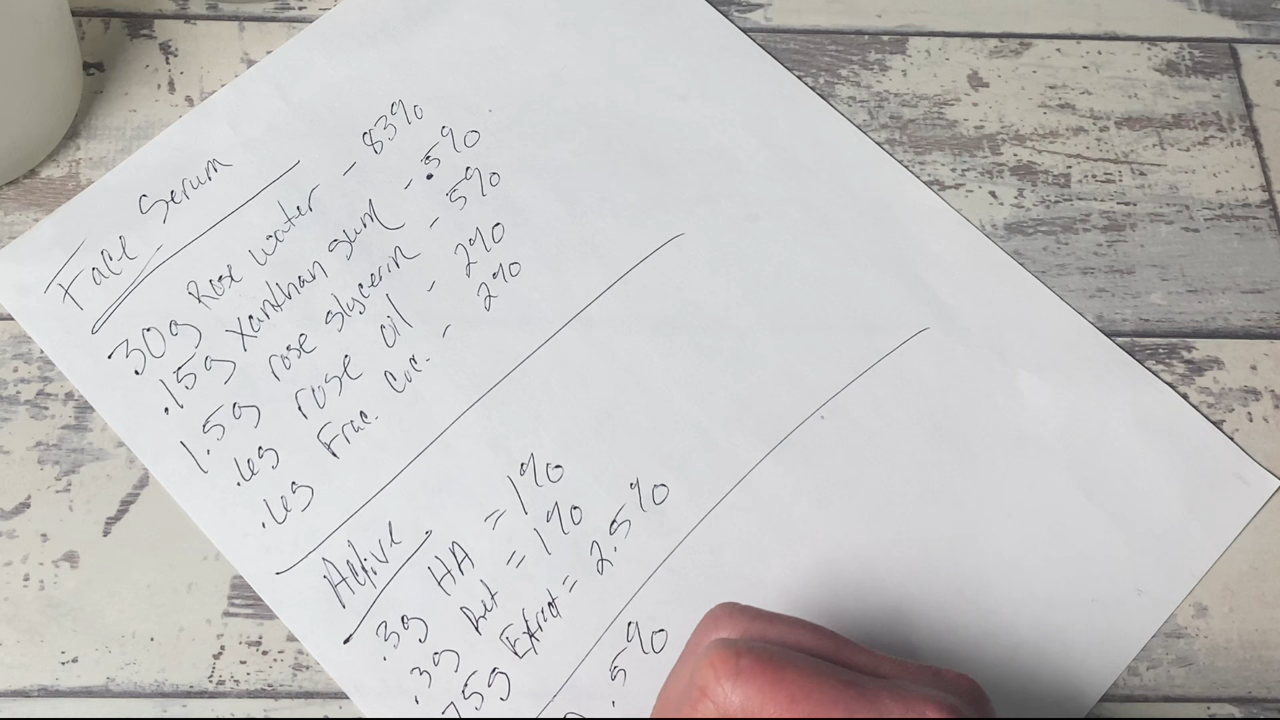 Face Serum
30g Rose water - 83%
.15g Xanthan gum - .5%
1.5g rose glycerin - 5%
.6g rose oil - 2%
.6g Frac. Coc. - 2%
Active
.3g HA = 1%
.3g Ret = 1%
75g Extract = 2.5%
.5%